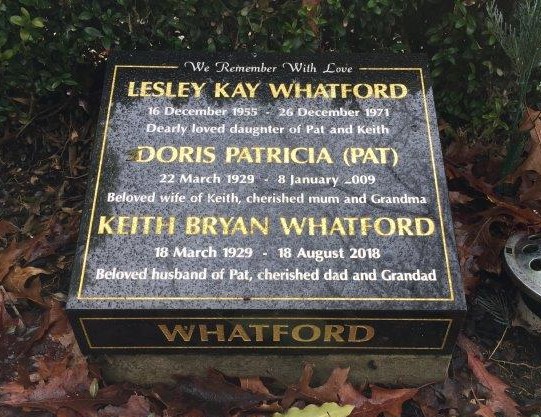 We Remember With Love
LESLEY KAY WHATFORD
16 December 1955 - 26 December 1971
Dearly loved daughter of Pat and Keith
DORIS PATRICIA (PAT)
22 March 1929 - 8 January 2009
Beloved wife of Keith, cherished mum and Grandma
KEITH BRYAN WHATFORD
18 March 1929 - 18 August 2018
Beloved husband of Pat, cherished dad and Grandad
WHATFORD